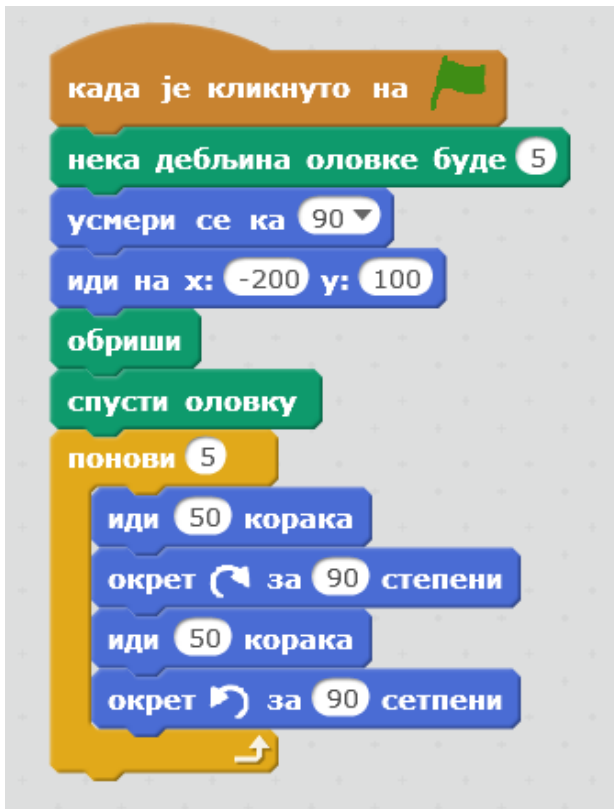 када је кликнуто на
нека дебљина оловке буде 5
усмери се ка 90
иди на x: -200 y: 100
обриши
спусти оловку
понови 5
иди 50 корака
окрет за 90 степени
иди 50 корака
окрет за 90 сетпени